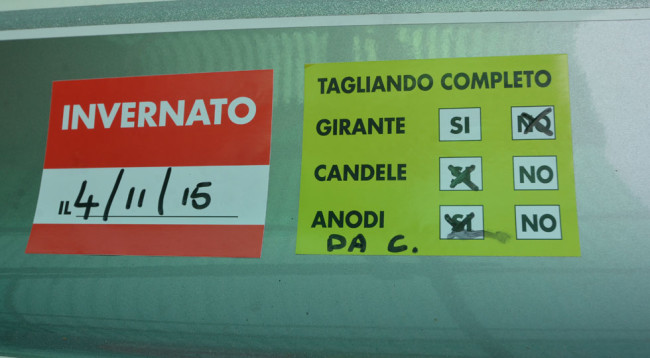 INVERNATO
IL 4/11/15
TAGLIANDO COMPLETO
GIRANTE SI NO
CANDELE SI NO
ANODI SI NO
DA C.